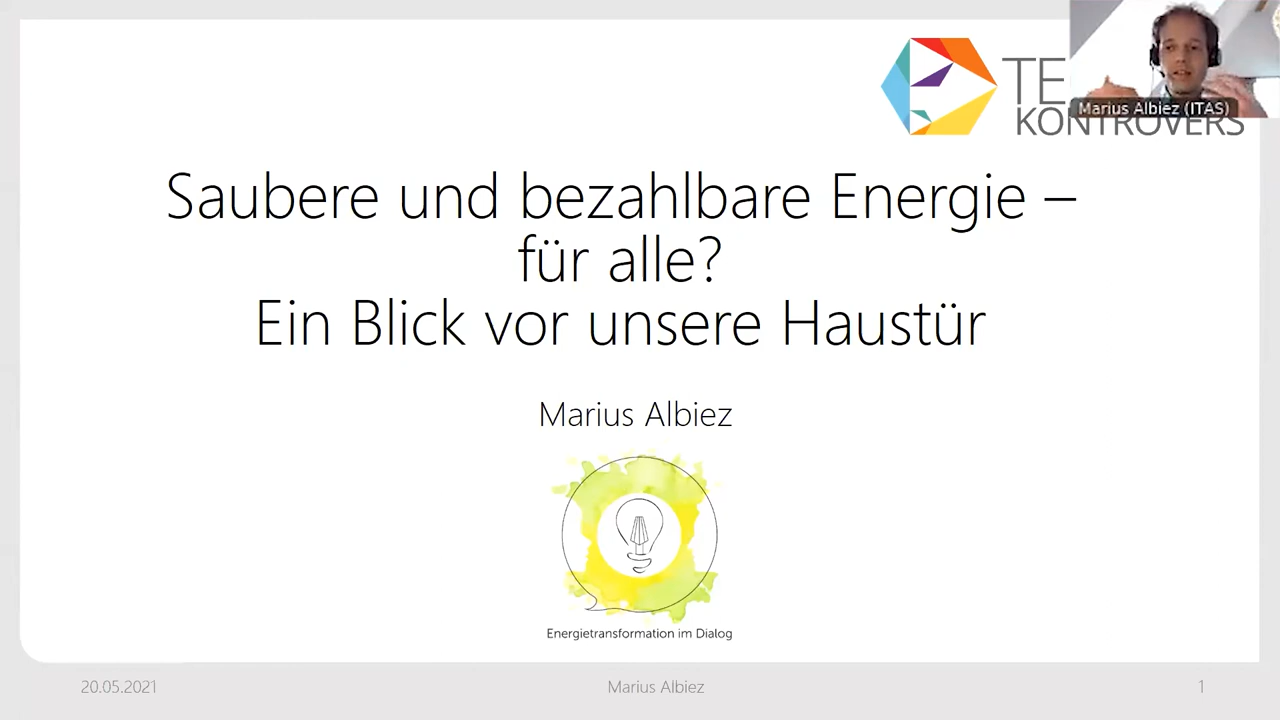 TE
KONTROVERS
Marius Albiez (ITAS)
Saubere und bezahlbare Energie –
für alle?
Ein Blick vor unsere Haustür
Marius Albiez
Energietransformation im Dialog
20.05.2021 Marius Albiez 1